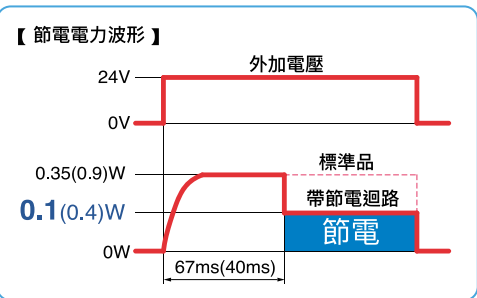 【 節電電力波形 】
外加電壓
24V
0V
0.35(0.9)W
標準品
0.1(0.4)W
帶節電迴路
節電
0W
67ms(40ms)